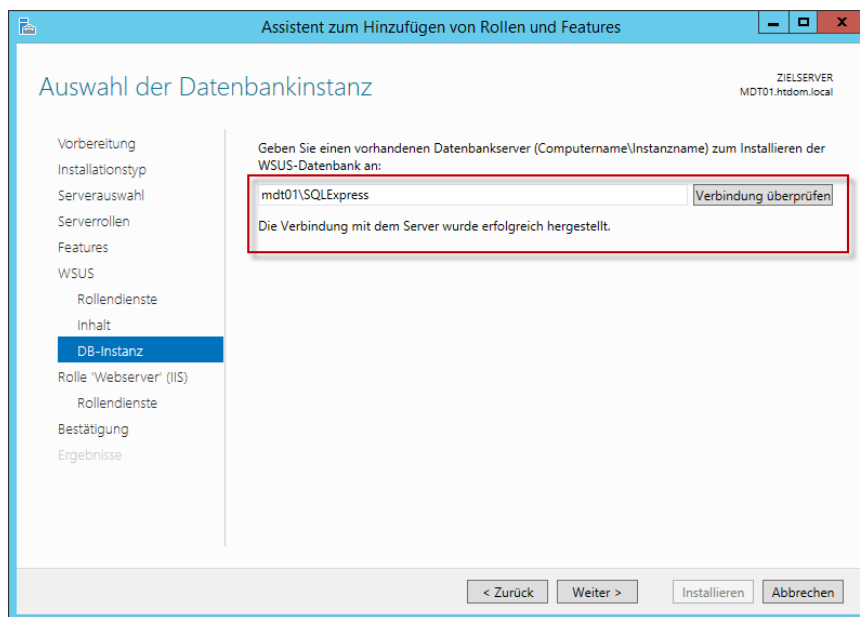 Assistent zum Hinzufügen von Rollen und Features
Auswahl der Datenbankinstanz
ZIELSERVER
MDT01.htdom.local
Vorbereitung
Installationstyp
Serverauswahl
Serverrollen
Features
WSUS
Rollendienste
Inhalt
DB-Instanz
Rolle 'Webserver' (IIS)
Rollendienste
Bestätigung
Ergebnisse
Geben Sie einen vorhandenen Datenbankserver (Computername\Instanzname) zum Installieren der
WSUS-Datenbank an:
mdt01\SQLExpress
Verbindung überprüfen
Die Verbindung mit dem Server wurde erfolgreich hergestellt.
< Zurück
Weiter >
Installieren
Abbrechen